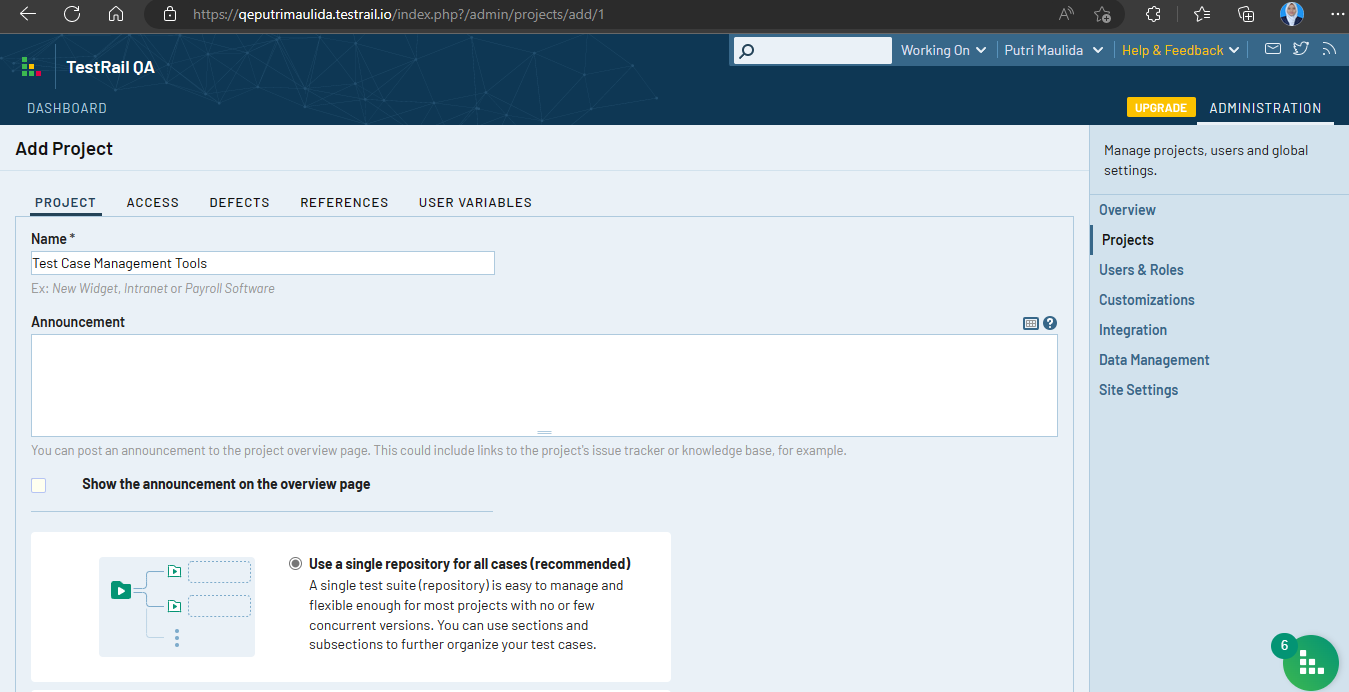 https://qeputrimaulida.testrail.io/index.php?/admin/projects/add/1
TestRail QA
Working On
Putri Maulida
Help & Feedback
DASHBOARD
UPGRADE
ADMINISTRATION
Add Project
Manage projects, users and global
settings.
PROJECT
ACCESS
DEFECTS
REFERENCES
USER VARIABLES
Overview
Projects
Users & Roles
Customizations
Integration
Data Management
Site Settings
Name *
Test Case Management Tools
Ex: New Widget, Intranet or Payroll Software
Announcement
?
You can post an announcement to the project overview page. This could include links to the project's issue tracker or knowledge base, for example.
Show the announcement on the overview page
Use a single repository for all cases (recommended)
A single test suite (repository) is easy to manage and
flexible enough for most projects with no or few
concurrent versions. You can use sections and
subsections to further organize your test cases.
6